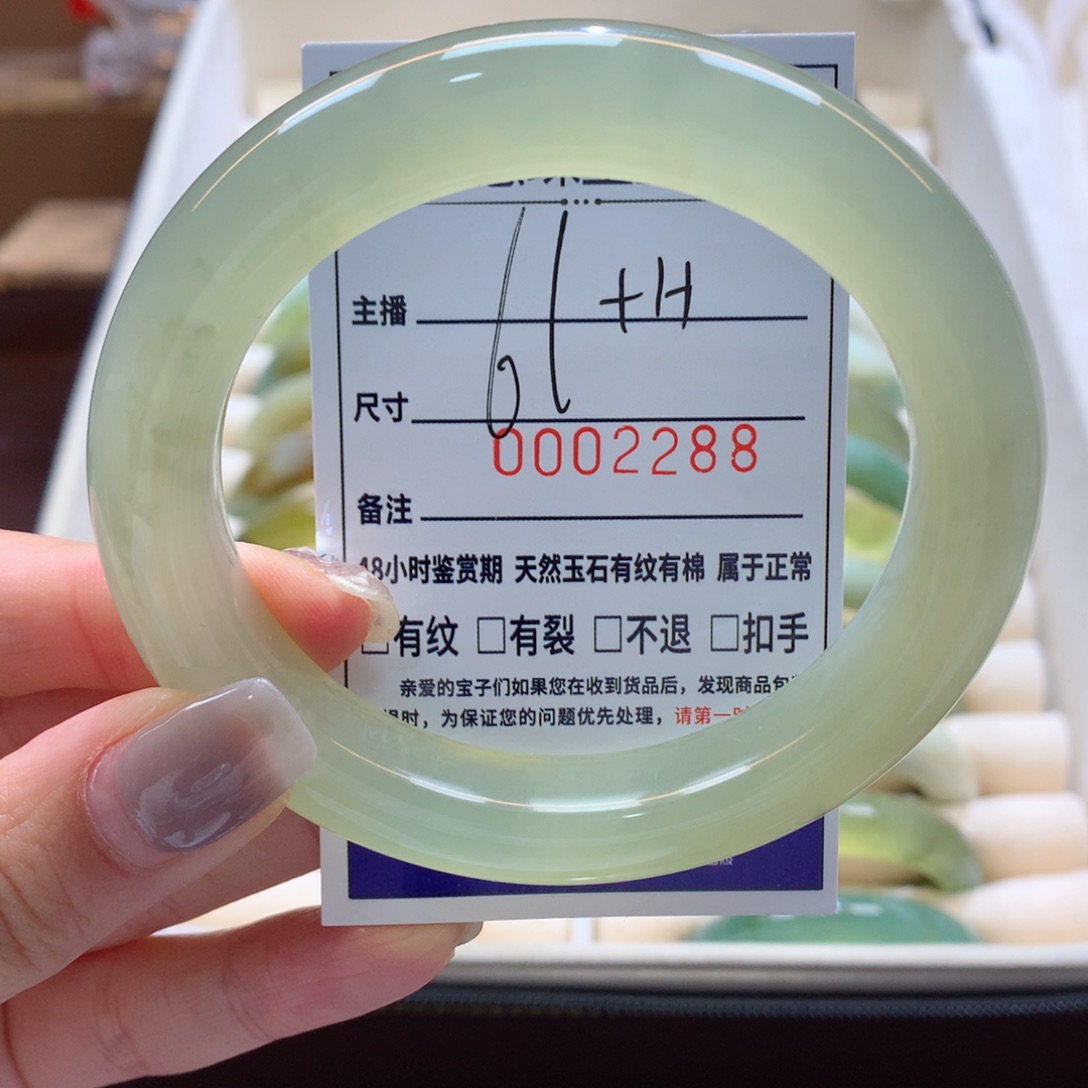 61 +H
主播
尺寸
0002288
备注
48小时鉴赏期 天然玉石有纹有棉 属于正常
□有纹 □有裂 □不退 □扣手
亲爱的宝子们如果您在收到货品后，发现商品包
时，为保证您的问题优先处理，请第一